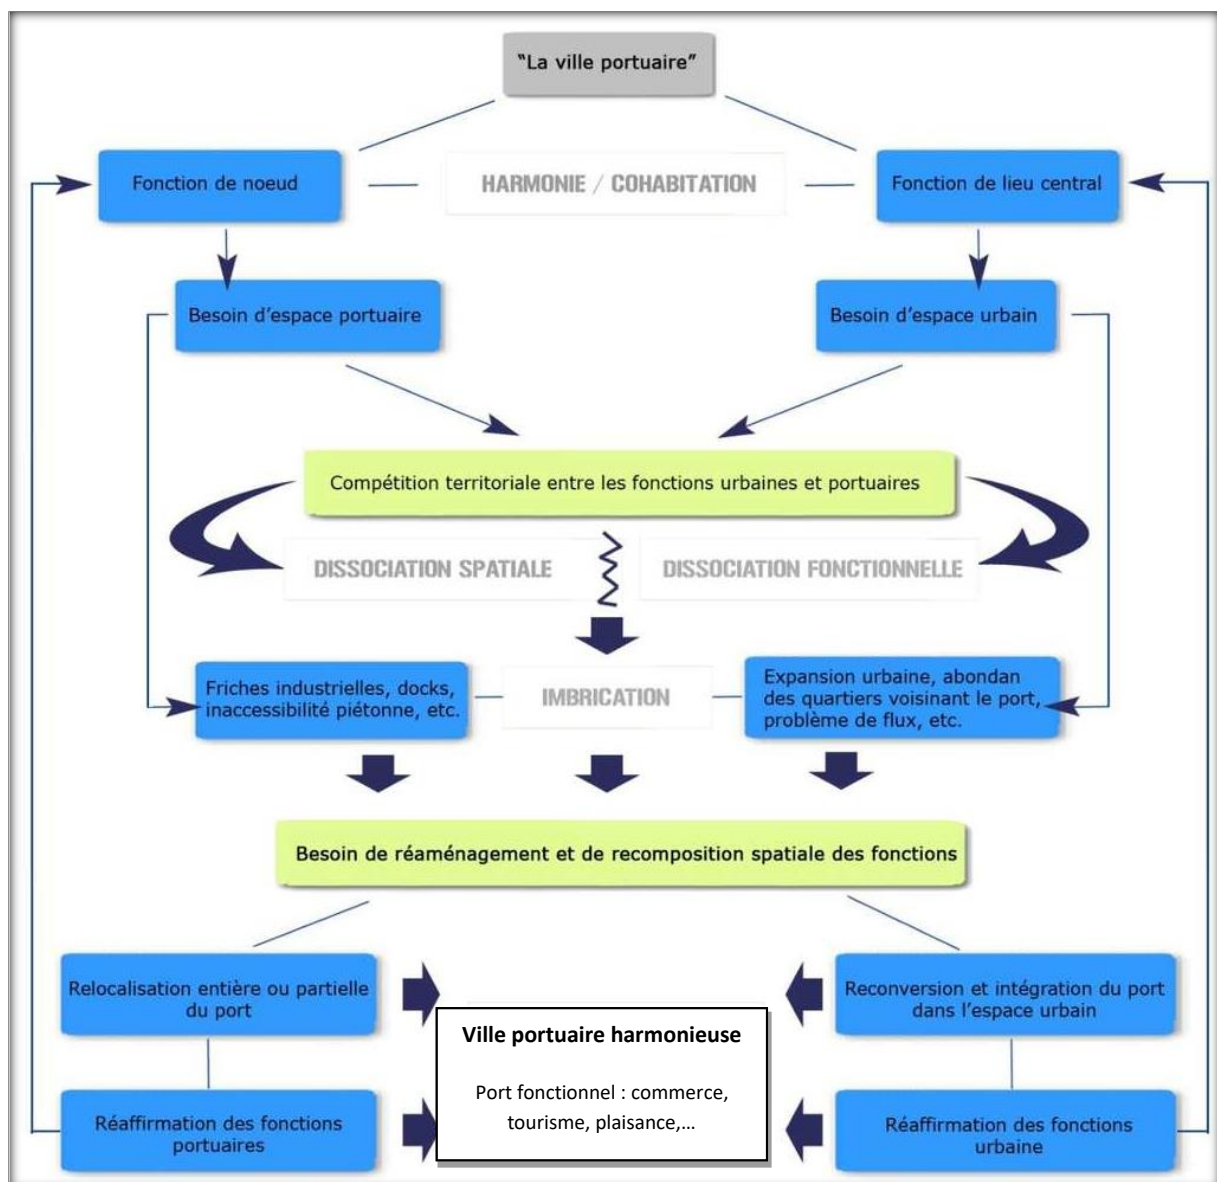 "La ville portuaire"
Fonction de noeud
HARMONIE / COHABITATION
Fonction de lieu central
Besoin d'espace portuaire
Besoin d'espace urbain
Compétition territoriale entre les fonctions urbaines et portuaires
DISSOCIATION SPATIALE
DISSOCIATION FONCTIONNELLE
Friches industrielles, docks,
inaccessibilité piétonne, etc.
IMBRICATION
Expansion urbaine, abondan
des quartiers voisinant le port,
problème de flux, etc.
Besoin de réaménagement et de recomposition spatiale des fonctions
Relocalisation entière ou partielle
du port
Reconversion et intégration du port
dans l'espace urbain
Ville portuaire harmonieuse
Port fonctionnel : commerce,
tourisme, plaisance,...
Réaffirmation des fonctions
portuaires
Réaffirmation des fonctions
urbaine